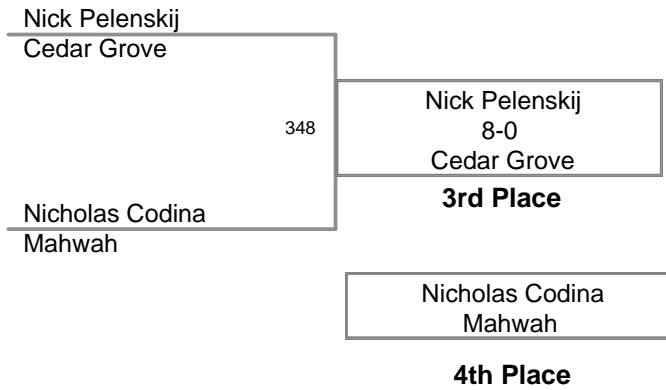 Nick Pelenskij
Cedar Grove
348
Nick Pelenskij
8-0
Cedar Grove
3rd Place
Nicholas Codina
Mahwah
Nicholas Codina
Mahwah
4th Place